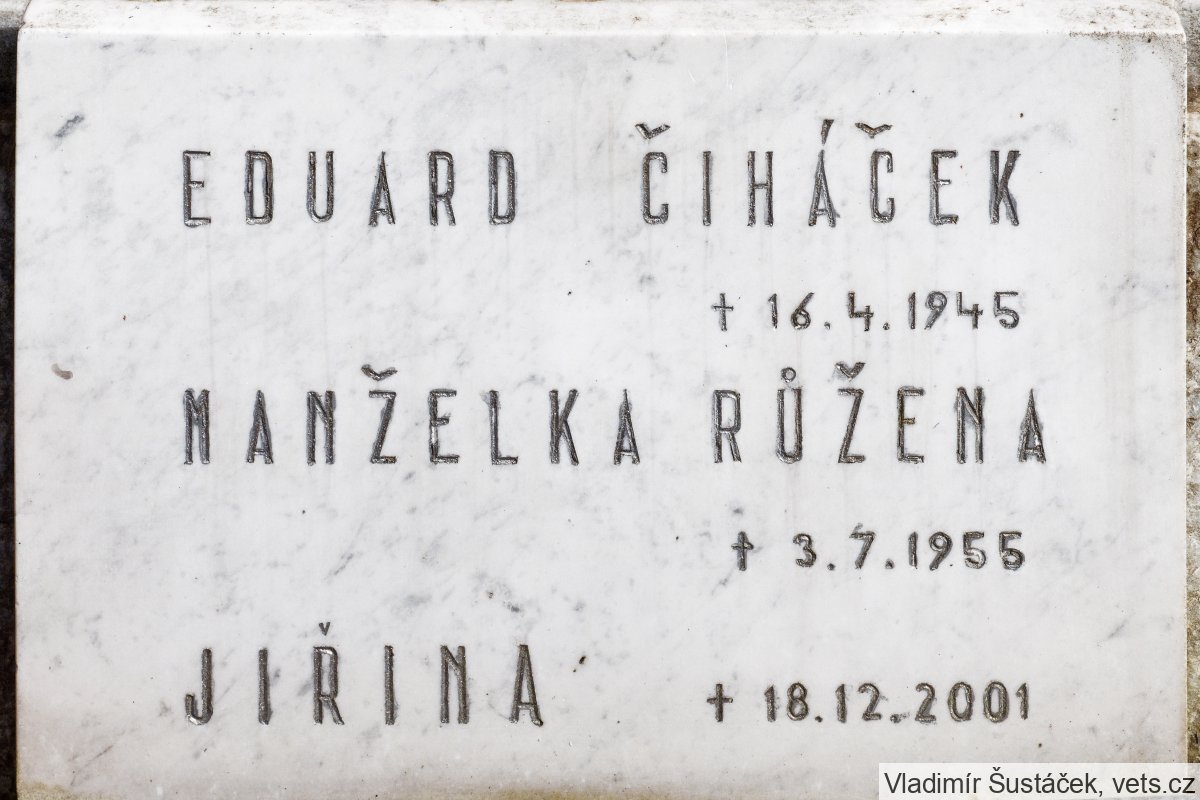 EDUARD ČIHÁČEK
† 16.4.1945
MANŽELKA RŮŽENA
† 3.7.1955
JIŘINA † 18.12.2001
Vladimír Šustáček, vets.cz